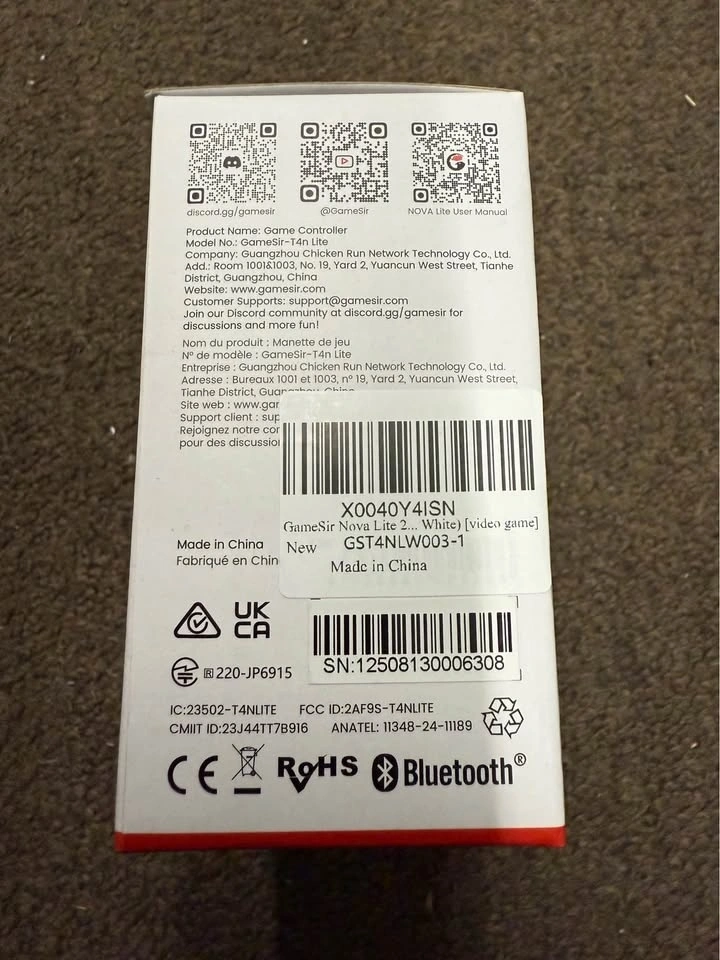 discord.gg/gamesir
@GameSir
NOVA Lite User Manual
Product Name: Game Controller
Model No.: GameSir-T4n Lite
Company: Guangzhou Chicken Run Network Technology Co., Ltd.
Add.: Room 1001&1003, No. 19, Yard 2, Yuancun West Street, Tianhe
District, Guangzhou, China
Website: www.gamesir.com
Customer Supports: support@gamesir.com
Join our Discord community at discord.gg/gamesir for
discussions and more fun!
Nom du produit : Manette de jeu
N° de modèle : GameSir-T4n Lite
Entreprise : Guangzhou Chicken Run Network Technology Co., Ltd.
Adresse : Bureaux 1001 et 1003, n° 19, Yard 2, Yuancun West Street,
Tianhe District, Guangzhou, China
Site web : www.gar
Support client : sup
Rejoignez notre cor
pour des discussion
X0040Y4ISN
GameSir Nova Lite 2... White) [video game]
New GST4NLW003-1
Made in China
Made in China
Fabriqué en Chin
UK
CA
R 220-JP6915
SN:12508130006308
IC:23502-T4NLITE FCC ID:2AF9S-T4NLITE
CMIIT ID:23J44TT7B916 ANATEL: 11348-24-11189
CE RoHS Bluetooth®